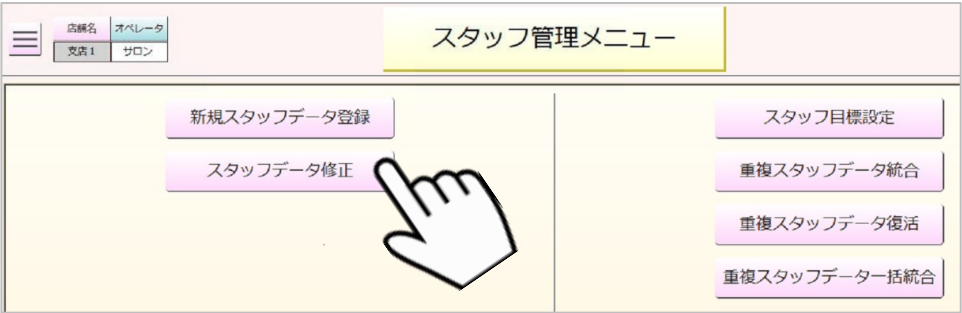 店舗名 オペレータ
支店1 サロン
スタッフ管理メニュー
新規スタッフデータ登録
スタッフデータ修正
スタッフ目標設定
重複スタッフデータ統合
重複スタッフデータ復活
重複スタッフデータ一括統合